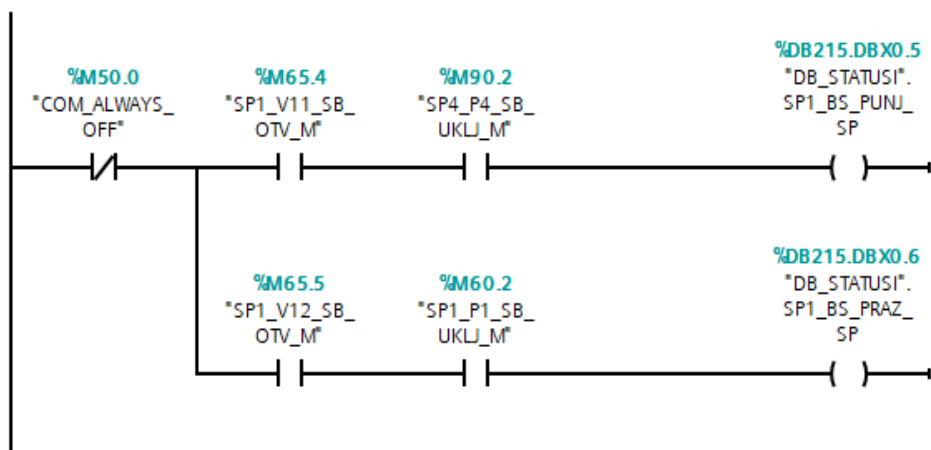 %M50.0
"COM_ALWAYS_
OFF"
%M65.4
"SP1_V11_SB_
OTV_M"
%M90.2
"SP4_P4_SB_
UKLJ_M"
%DB215.DBX0.5
"DB_STATUSI".
SP1_BS_PUNJ_
SP
%M65.5
"SP1_V12_SB_
OTV_M"
%M60.2
"SP1_P1_SB_
UKLJ_M"
%DB215.DBX0.6
"DB_STATUSI".
SP1_BS_PRAZ_
SP